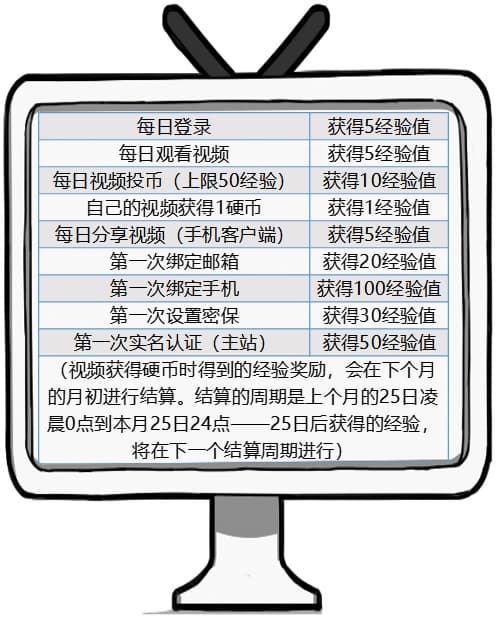 每日登录 获得5经验值
每日观看视频 获得5经验值
每日视频投币（上限50经验） 获得10经验值
自己的视频获得1硬币 获得1经验值
每日分享视频（手机客户端） 获得5经验值
第一次绑定邮箱 获得20经验值
第一次绑定手机 获得100经验值
第一次设置密保 获得30经验值
第一次实名认证（主站） 获得50经验值
（视频获得硬币时得到的经验奖励，会在下个月
的月初进行结算。结算的周期是上个月的25日凌
晨0点到本月25日24点——25日后获得的经验，
将在下一个结算周期进行）